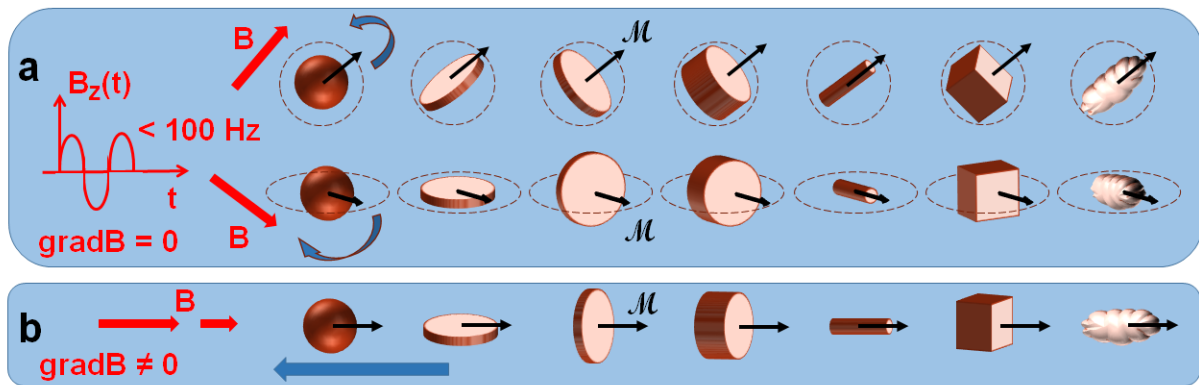 a
B
ℳ
B_z(t)
< 100 Hz
t
gradB = 0
B
ℳ
b
B
ℳ
gradB ≠ 0